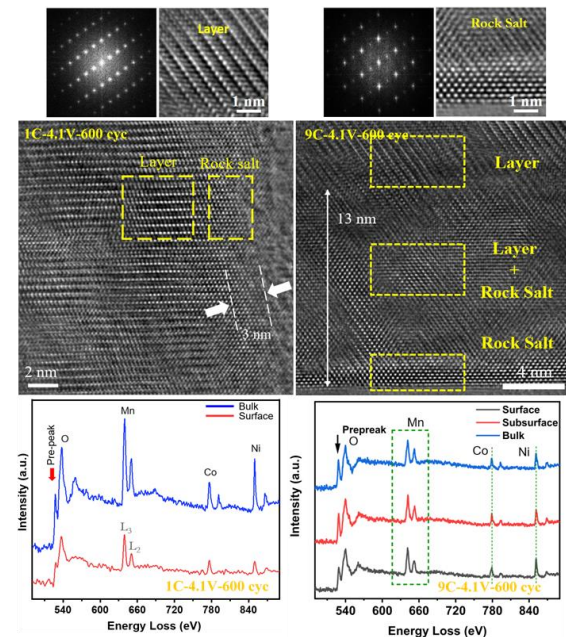 Layer
1 nm
Rock Salt
1 nm
1C-4.1V-600 cyc
Layer
Rock salt
3 nm
2 nm
9C-4.1V-600 cyc
Layer
13 nm
Layer
+
Rock Salt
Rock Salt
4 nm
Intensity (a.u.)
Pre-peak
O
Mn
Bulk
Surface
Co
Ni
L3
L2
1C-4.1V-600 cyc
540 600 660 720 780 840
Energy Loss (eV)
Intensity (a.u.)
Prepeak
O
Mn
Surface
Subsurface
Bulk
Co
Ni
9C-4.1V-600 cyc
540 600 660 720 780 840
Energy Loss (eV)